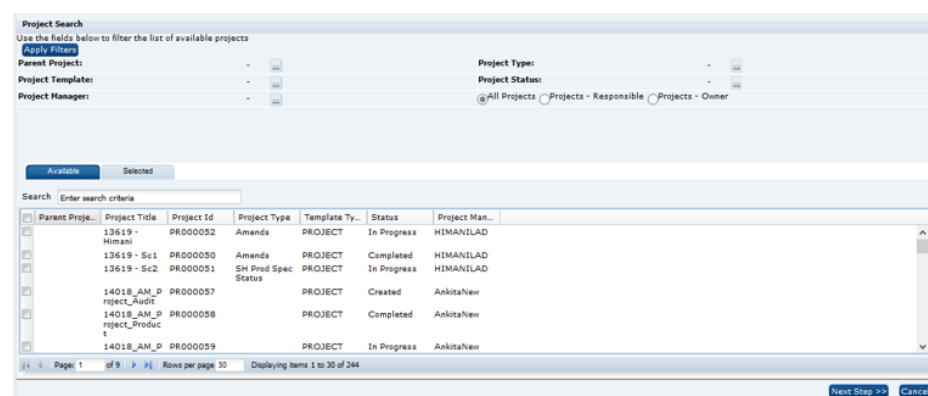 Project Search
Use the fields below to filter the list of available projects
Apply Filters
Parent Project: - ... Project Type: - ...
Project Template: - ... Project Status: - ...
Project Manager: - ... All Projects Projects - Responsible Projects - Owner
Available Selected
Search Enter search criteria
Parent Proje... Project Title Project Id Project Type Template Ty... Status Project Man...
13619 - PR000052 Amends PROJECT In Progress HIMANILAD
Himani
13619 - Sc1 PR000050 Amends PROJECT Completed HIMANILAD
13619 - Sc2 PR000051 SH Prod Spec PROJECT In Progress HIMANILAD
Status
14018_AM_P PR000057 PROJECT Created AnkitaNew
roject_Audit
14018_AM_P PR000058 PROJECT Completed AnkitaNew
roject_Produc
t
14018_AM_P PR000059 PROJECT In Progress AnkitaNew
Page: 1 of 9 Rows per page 30 Displaying items 1 to 30 of 244
Next Step >> Cance